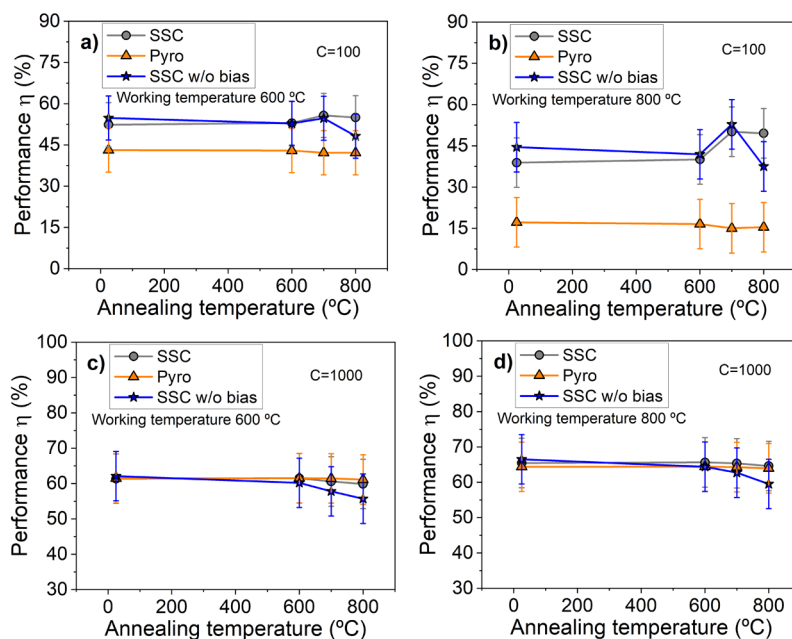 a)
SSC
Pyro
SSC w/o bias
C=100
Working temperature 600 ºC
Performance η (%)
90
75
60
45
30
15
0
0 200 400 600 800
Annealing temperature (ºC)
b)
SSC
Pyro
SSC w/o bias
C=100
Working temperature 800 ºC
Performance η (%)
90
75
60
45
30
15
0
0 200 400 600 800
Annealing temperature (ºC)
c)
SSC
Pyro
SSC w/o bias
C=1000
Working temperature 600 ºC
Performance η (%)
100
90
80
70
60
50
40
30
0 200 400 600 800
Annealing temperature (ºC)
d)
SSC
Pyro
SSC w/o bias
C=1000
Working temperature 800 ºC
Performance η (%)
100
90
80
70
60
50
40
30
0 200 400 600 800
Annealing temperature (ºC)